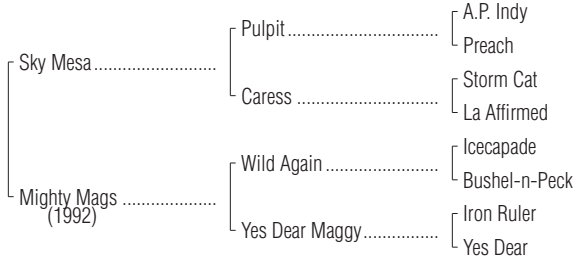 A.P. Indy
Pulpit..............................
Preach
Sky Mesa..........................
Storm Cat
Caress ..............................
La Affirmed
Icecapade
Wild Again........................
Bushel-n-Peck
Mighty Mags ....................
(1992)
Iron Ruler
Yes Dear Maggy................
Yes Dear